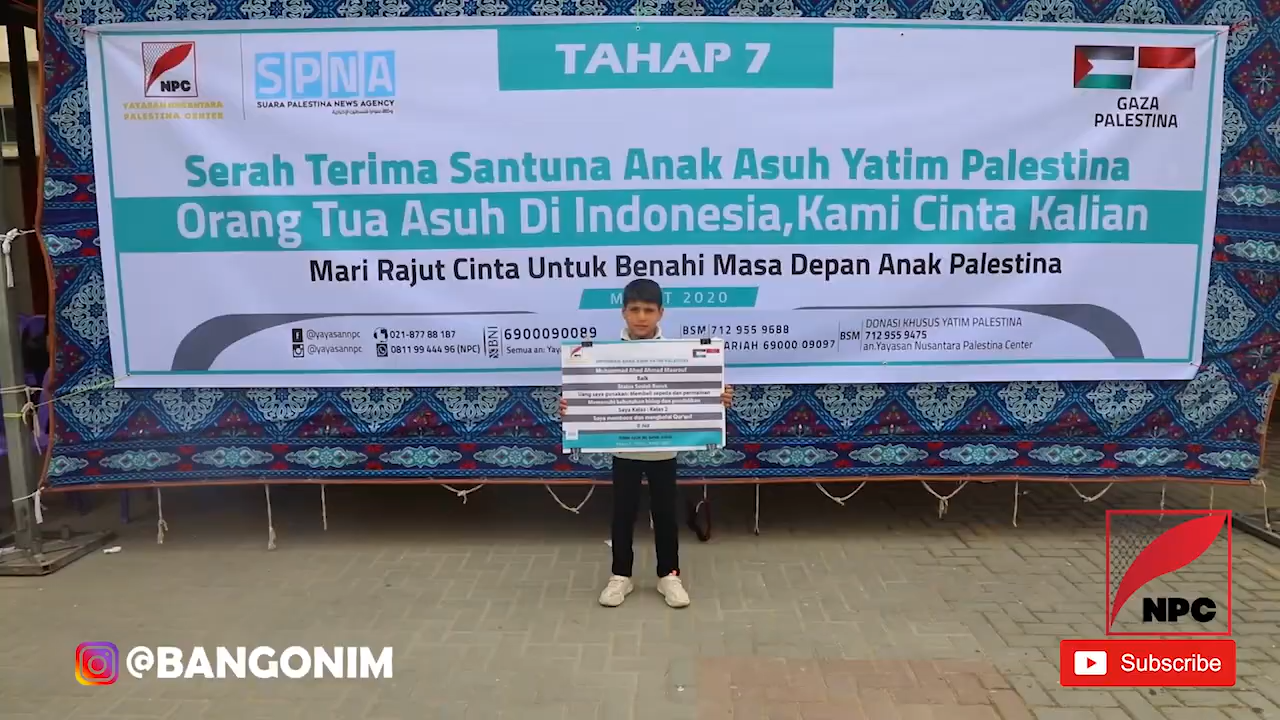 TAHAP 7
NPC
YAYASAN NUSANTARA
PALESTINA CENTER
SPNA
SUARA PALESTINA NEWS AGENCY
GAZA
PALESTINA
Serah Terima Santuna Anak Asuh Yatim Palestina
Orang Tua Asuh Di Indonesia,Kami Cinta Kalian
Mari Rajut Cinta Untuk Benahi Masa Depan Anak Palestina
2020
@yayasannpc
@yayasannpc
021-877 88 187
0811 99 444 96 (NPC)
BNI
6900090089
Semua an:
BSM 712 955 9688
69000 09097
BSM
DONASI KHUSUS YATIM PALESTINA
712 955 9475
an.Yayasan Nusantara Palestina Center
Baik
Saya Kelas : Kelas 2
NPC
@BANGONIM
Subscribe